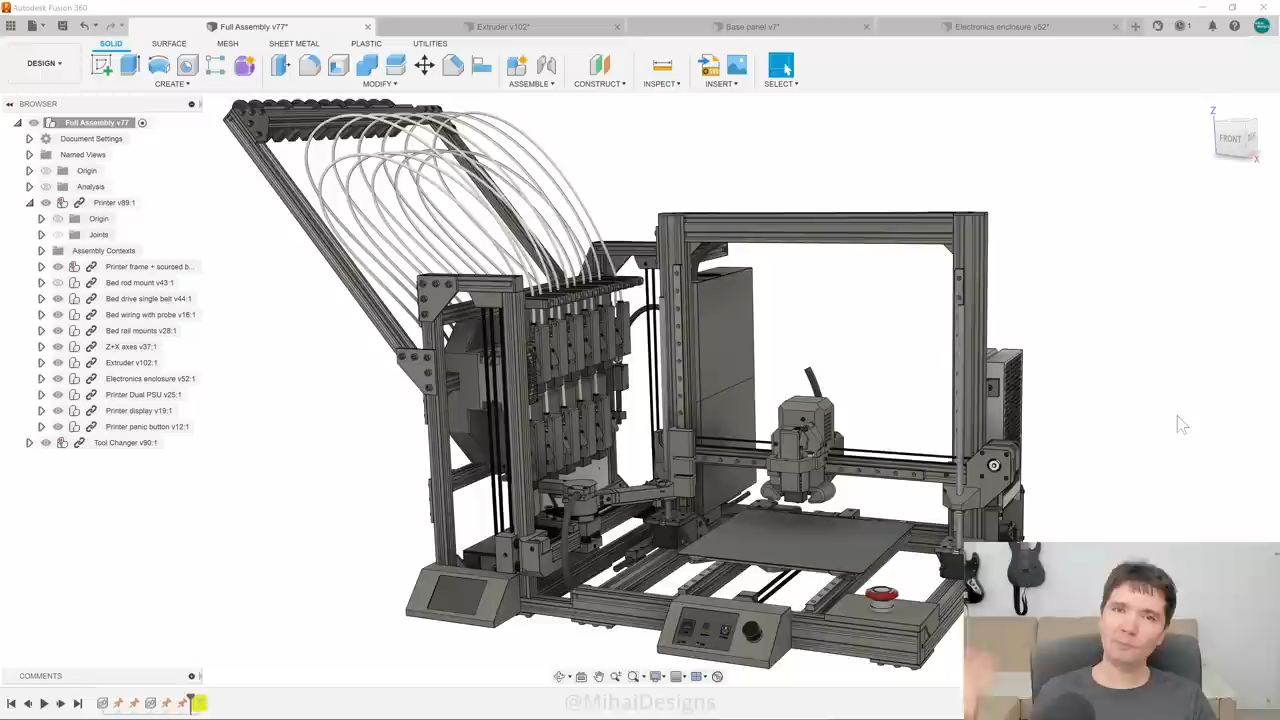 Autodesk Fusion 360
Full Assembly v77*
Extruder v102*
Base panel v7*
Electronics enclosure v52*
1
DESIGN
SOLID
SURFACE
MESH
SHEET METAL
PLASTIC
UTILITIES
CREATE
MODIFY
ASSEMBLE
CONSTRUCT
INSPECT
INSERT
SELECT
BROWSER
Full Assembly v77
Document Settings
Named Views
Origin
Analysis
Printer v89:1
Origin
Joints
Assembly Contexts
Printer frame + sourced b...
Bed rod mount v43:1
Bed drive single belt v44:1
Bed wiring with probe v16:1
Bed rail mounts v28:1
Z+X axes v37:1
Extruder v102:1
Electronics enclosure v52:1
Printer Dual PSU v25:1
Printer display v19:1
Printer panic button v12:1
Tool Changer v90:1
Z
FRONT
X
COMMENTS
@MihaiDesigns